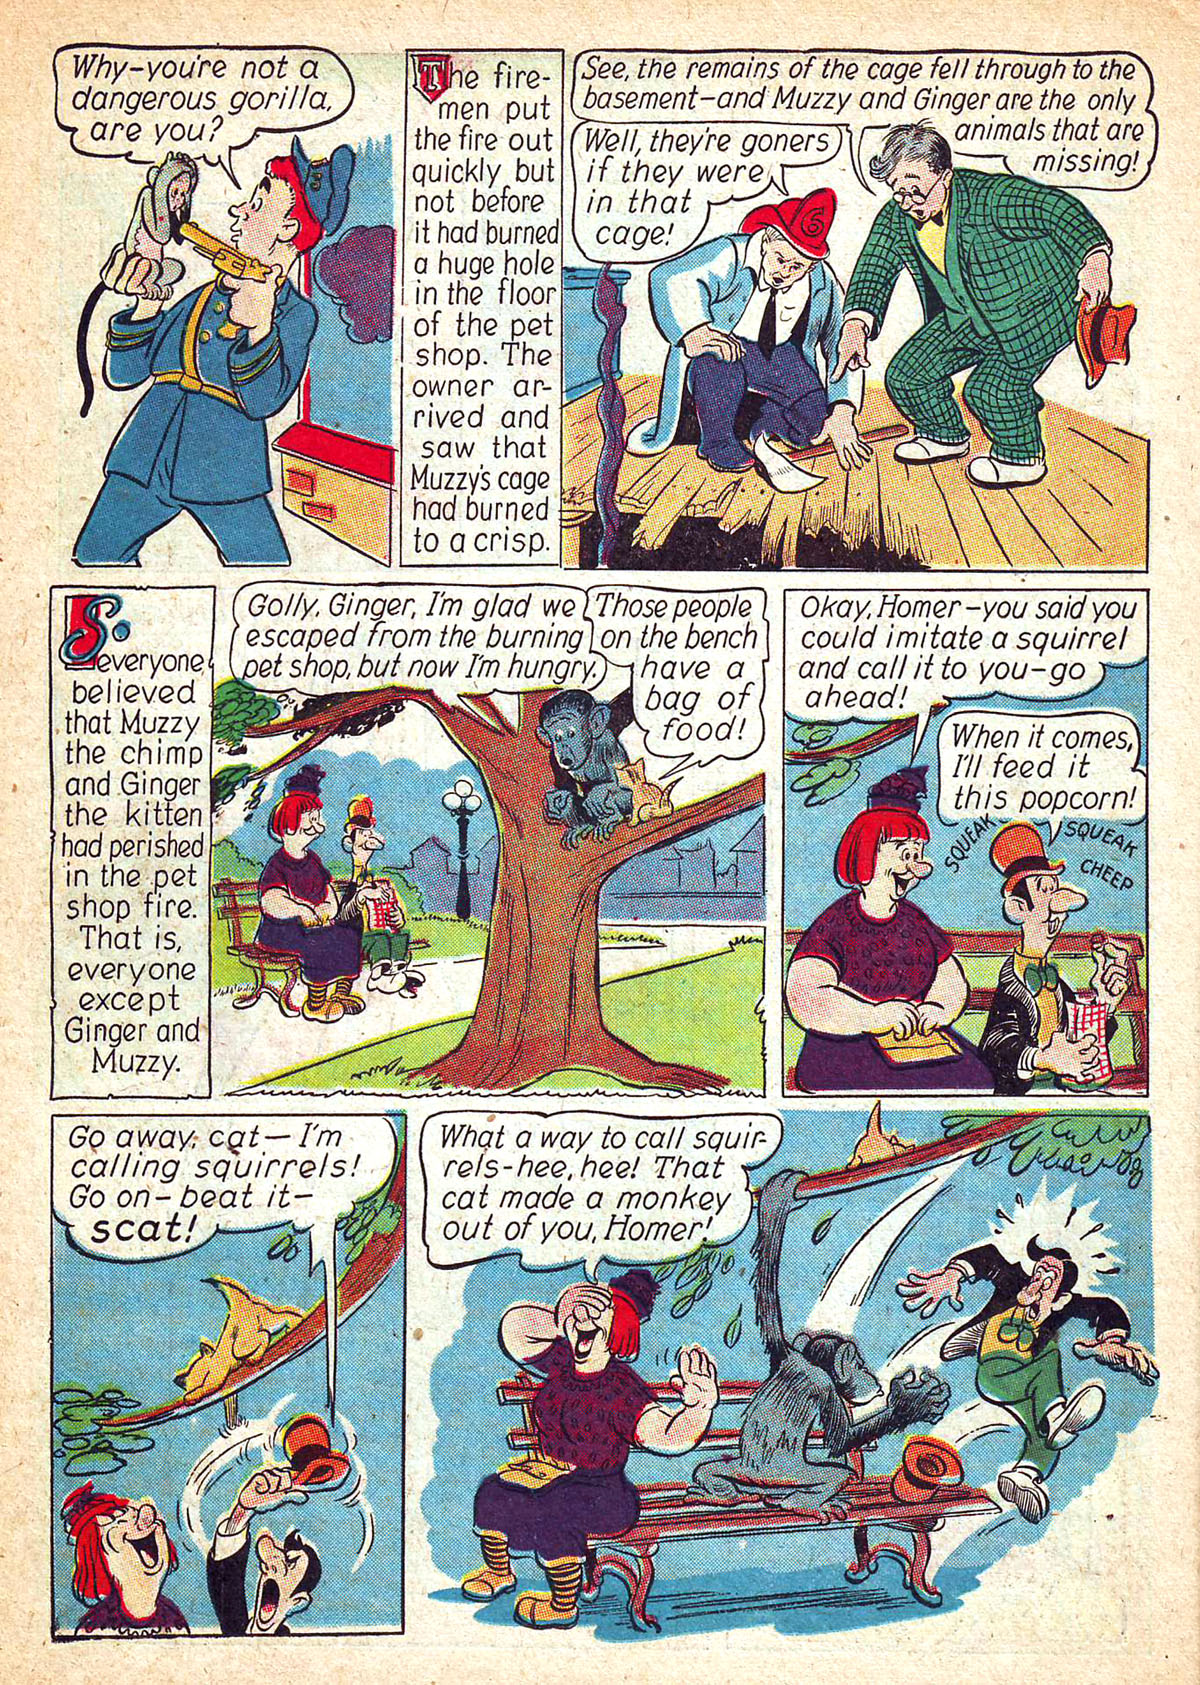 Why-you're not a
dangerous gorilla,
are you?
The fire-
men put
the fire out
quickly but
not before
it had burned
a huge hole
in the floor
of the pet
shop. The
owner ar-
rived and
saw that
Muzzy's cage
had burned
to a crisp.
See, the remains of the cage fell through to the
basement-and Muzzy and Ginger are the only
animals that are
missing!
Well, they're goners
if they were
in that
cage!
5
So
everyone
believed
that Muzzy
the chimp
and Ginger
the kitten
had perished
in the pet
shop fire.
That is,
everyone
except
Ginger and
Muzzy.
Golly, Ginger, I'm glad we
escaped from the burning
pet shop, but now I'm hungry.
Those people
on the bench
have a
bag of
food!
Okay, Homer-you said you
could imitate a squirrel
and call it to you-go
ahead!
When it comes,
I'll feed it
this popcorn!
SQUEAK
SQUEAK
CHEEP
Go away, cat-I'm
calling squirrels!
Go on-beat it-
scat!
What a way to call squir-
rels-hee, hee! That
cat made a monkey
out of you, Homer!